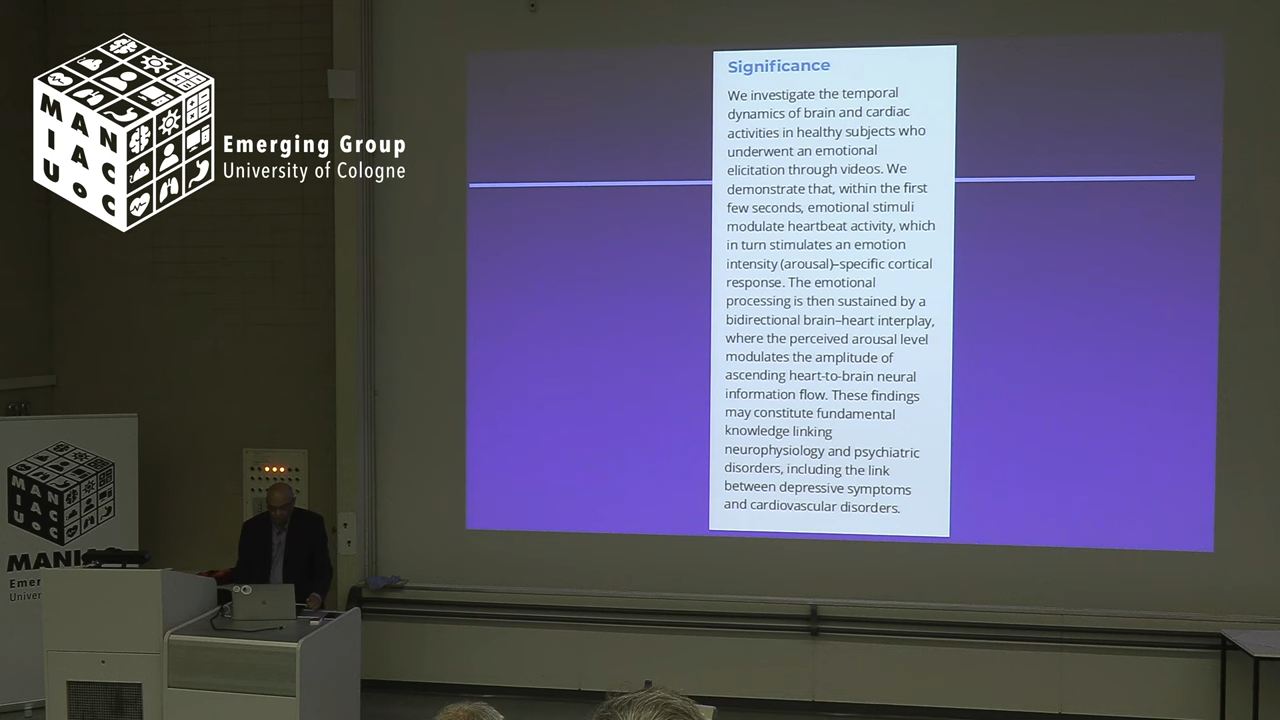 MAN
I A C
U o C
Emerging Group
University of Cologne
Significance
We investigate the temporal
dynamics of brain and cardiac
activities in healthy subjects who
underwent an emotional
elicitation through videos. We
demonstrate that, within the first
few seconds, emotional stimuli
modulate heartbeat activity, which
in turn stimulates an emotion
intensity (arousal)–specific cortical
response. The emotional
processing is then sustained by a
bidirectional brain–heart interplay,
where the perceived arousal level
modulates the amplitude of
ascending heart-to-brain neural
information flow. These findings
may constitute fundamental
knowledge linking
neurophysiology and psychiatric
disorders, including the link
between depressive symptoms
and cardiovascular disorders.
MAN
I A C
U o C
MANI
Emer
Univer